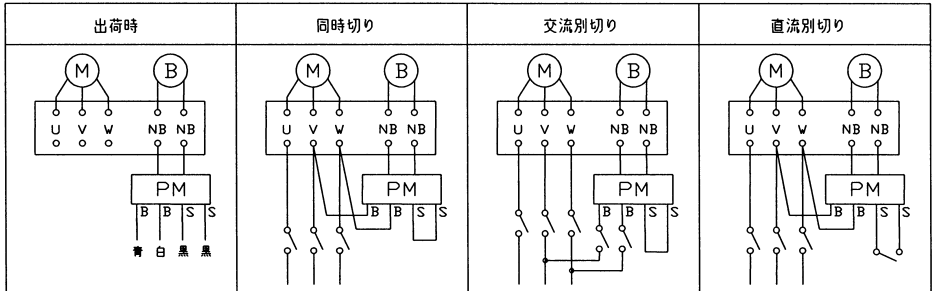 出荷時 同時切り 交流別切り 直流別切り
M B M B M B M B
U V W NB NB U V W NB NB U V W NB NB U V W NB NB
PM PM PM PM
B B S S B B S S B B S S B B S S
青 白 黒 黒